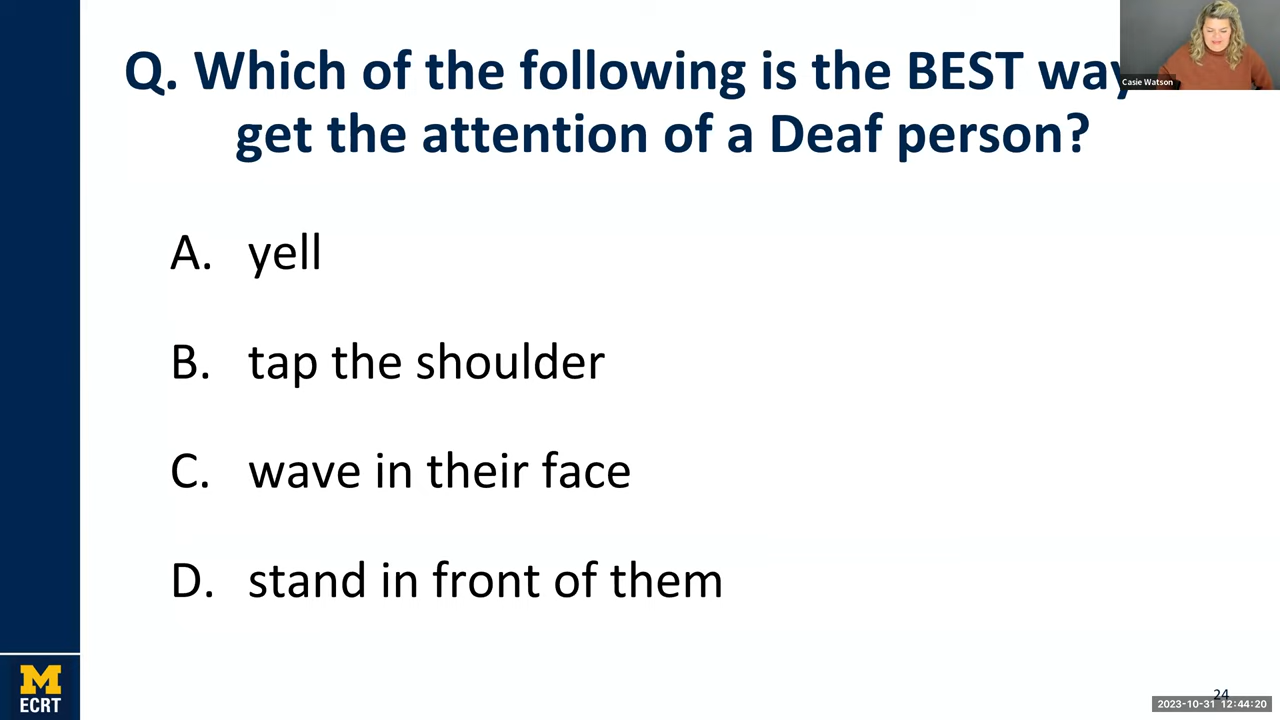 Q. Which of the following is the BEST way
get the attention of a Deaf person?
Casie Watson
A. yell
B. tap the shoulder
C. wave in their face
D. stand in front of them
M
ECRT
24
2023-10-31 12:44:20